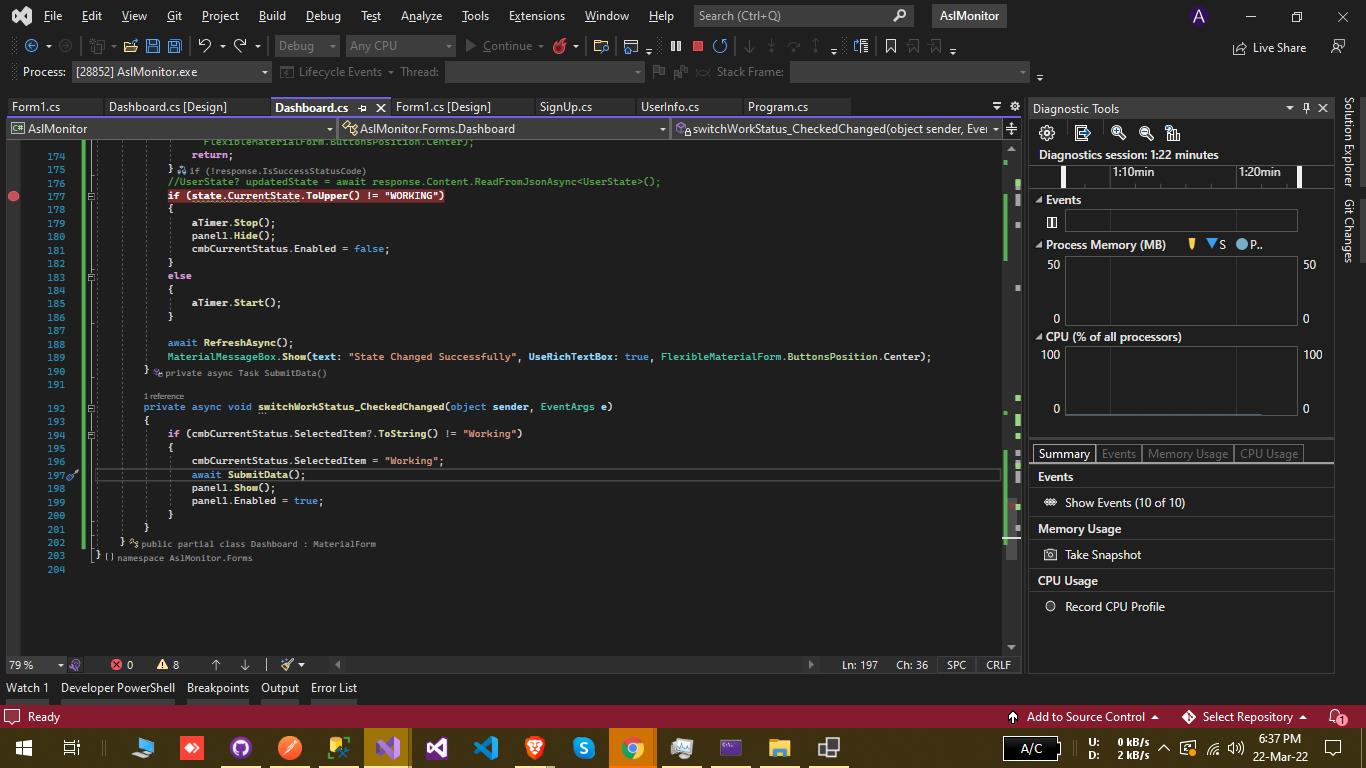 File Edit View Git Project Build Debug Test Analyze Tools Extensions Window Help Search (Ctrl+Q) AslMonitor A
Debug Any CPU Continue Live Share
Process: [28852] AslMonitor.exe Lifecycle Events Thread: Stack Frame:
Form1.cs Dashboard.cs [Design] Dashboard.cs Form1.cs [Design] SignUp.cs UserInfo.cs Program.cs
C# AslMonitor AslMonitor.Forms.Dashboard switchWorkStatus_CheckedChanged(object sender, Ever
FlexibleMaterialForm.ButtonsPosition.Center);
174 return;
175 } if (!response.IsSuccessStatusCode)
176 //UserState? updatedState = await response.Content.ReadFromJsonAsync<UserState>();
177 if (state.CurrentState.ToUpper() != "WORKING")
178 {
179 aTimer.Stop();
180 panel1.Hide();
181 cmbCurrentStatus.Enabled = false;
182 }
183 else
184 {
185 aTimer.Start();
186 }
187
188 await RefreshAsync();
189 MaterialMessageBox.Show(text: "State Changed Successfully", UseRichTextBox: true, FlexibleMaterialForm.ButtonsPosition.Center);
190 } private async Task SubmitData()
191
1 reference
192 private async void switchWorkStatus_CheckedChanged(object sender, EventArgs e)
193 {
194 if (cmbCurrentStatus.SelectedItem?.ToString() != "Working")
195 {
196 cmbCurrentStatus.SelectedItem = "Working";
197 await SubmitData();
198 panel1.Show();
199 panel1.Enabled = true;
200 }
201 }
202 } public partial class Dashboard : MaterialForm
203 } namespace AslMonitor.Forms
204
79 % 0 8 Ln: 197 Ch: 36 SPC CRLF
Diagnostic Tools
Diagnostics session: 1:22 minutes
1:10min 1:20min
Events
Process Memory (MB) S P..
50 50
0 0
CPU (% of all processors)
100 100
0 0
Summary Events Memory Usage CPU Usage
Events
Show Events (10 of 10)
Memory Usage
Take Snapshot
CPU Usage
Record CPU Profile
Solution Explorer
Git Changes
Watch 1 Developer PowerShell Breakpoints Output Error List
Ready Add to Source Control Select Repository 1
A/C U: 0 kB/s 6:37 PM
D: 2 kB/s 22-Mar-22